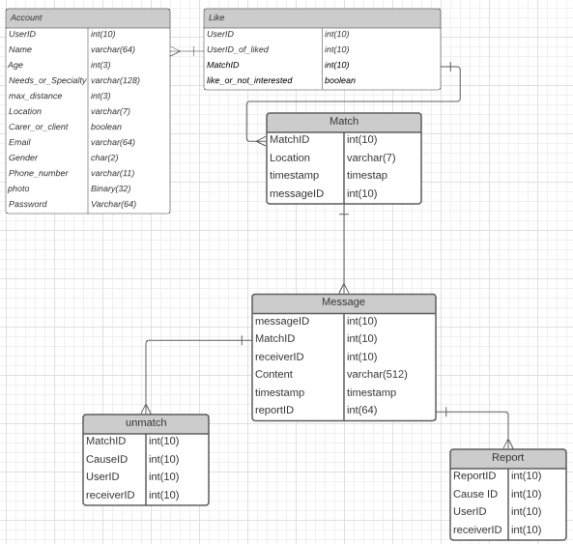 Account
UserID int(10)
Name varchar(64)
Age int(3)
Needs_or_Specialty varchar(128)
max_distance int(3)
Location varchar(7)
Carer_or_client boolean
Email varchar(64)
Gender char(2)
Phone_number varchar(11)
photo Binary(32)
Password Varchar(64)
Like
UserID int(10)
UserID_of_liked int(10)
MatchID int(10)
like_or_not_interested boolean
Match
MatchID int(10)
Location varchar(7)
timestamp timestap
messageID int(10)
Message
messageID int(10)
MatchID int(10)
receiverID int(10)
Content varchar(512)
timestamp timestamp
reportID int(64)
unmatch
MatchID int(10)
CauseID int(10)
UserID int(10)
receiverID int(10)
Report
ReportID int(10)
Cause ID int(10)
UserID int(10)
receiverID int(10)